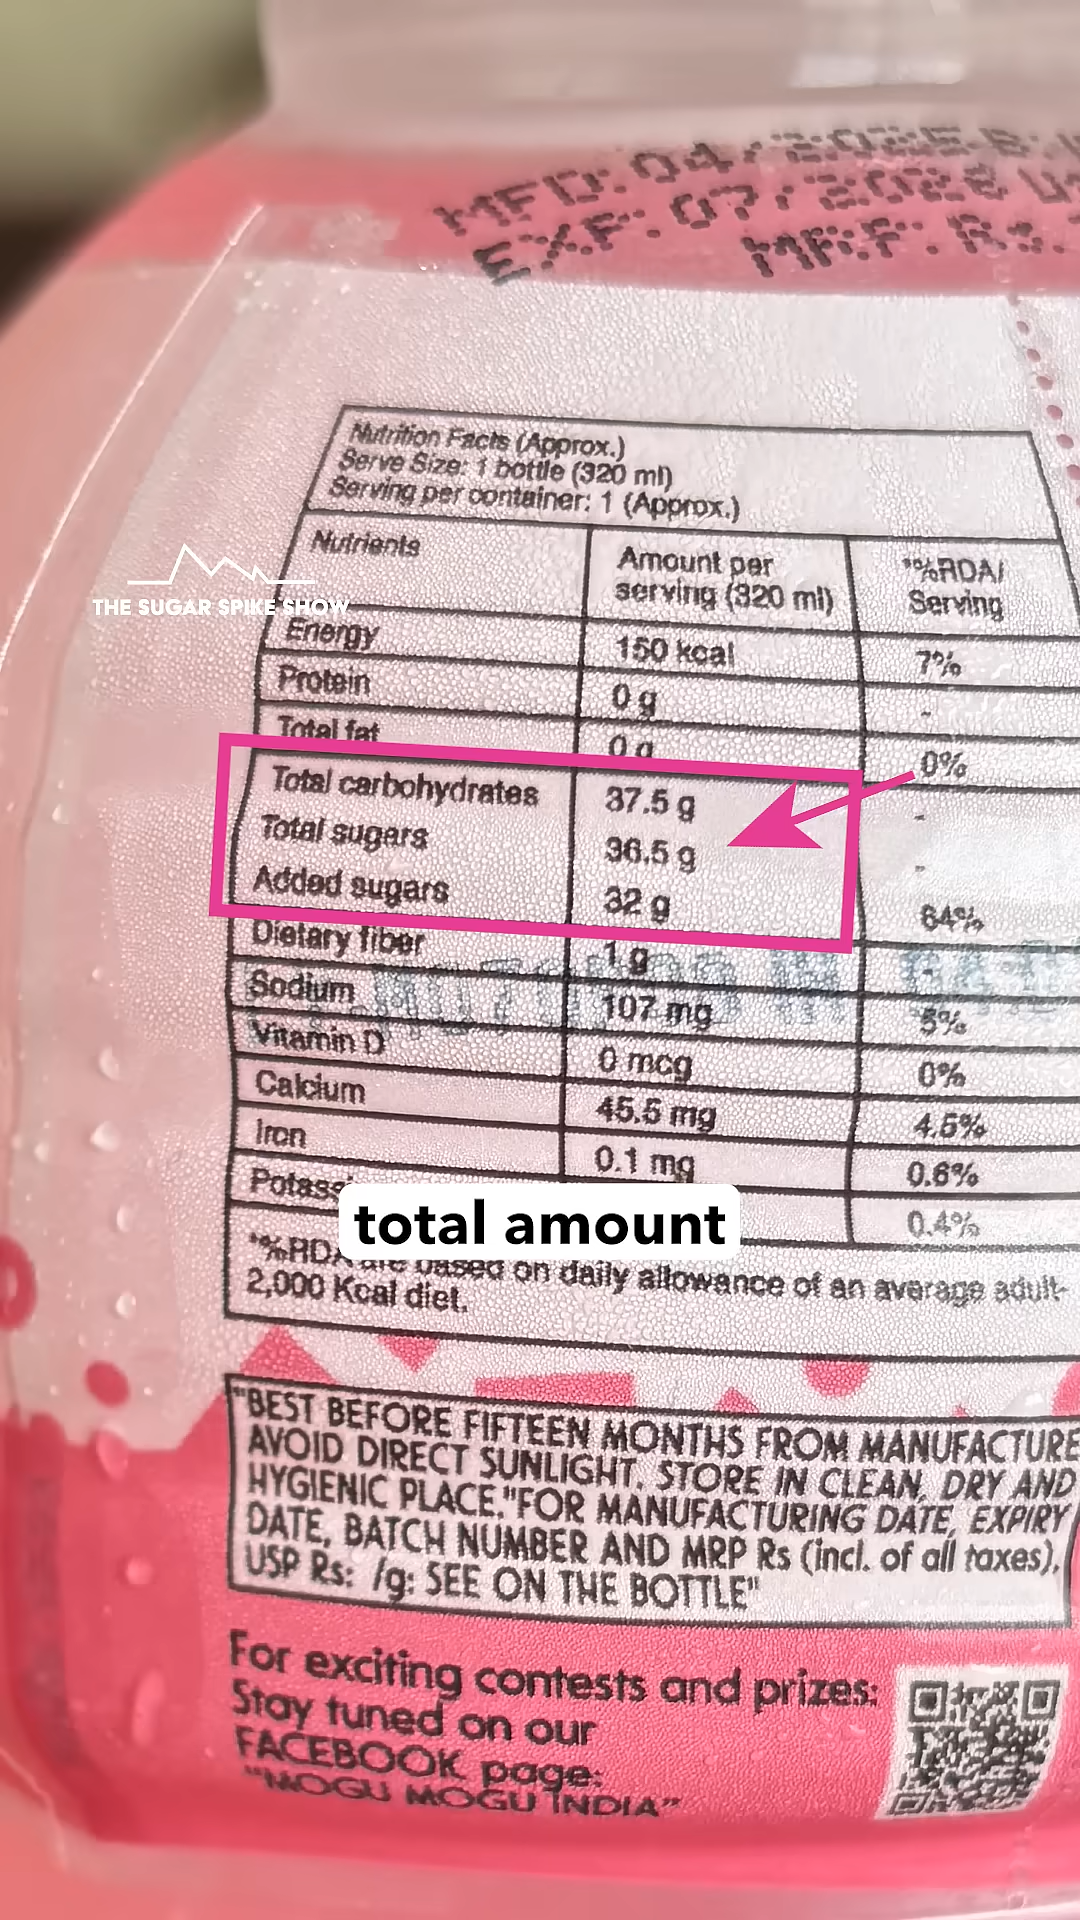 MFD: 04/202
EXP: 07/202
Nutrition Facts (Approx.)
Serve Size: 1 bottle (320 ml)
Serving per container: 1 (Approx.)
Nutrients Amount per serving (320 ml) *%RDA/ Serving
THE SUGAR SPIKE SHOW
Energy 150 kcal 7%
Protein 0 g -
Total fat 0 g 0%
Total carbohydrates 37.5 g -
Total sugars 36.5 g -
Added sugars 32 g 64%
Dietary fiber 1 g
Sodium 107 mg 5%
Vitamin D 0 mcg 0%
Calcium 45.5 mg 4.5%
Iron 0.1 mg 0.6%
Potass 0.4%
total amount
*%RDA are based on daily allowance of an average adult-
2,000 Kcal diet.
"BEST BEFORE FIFTEEN MONTHS FROM MANUFACTURE
AVOID DIRECT SUNLIGHT. STORE IN CLEAN, DRY AND
HYGIENIC PLACE."FOR MANUFACTURING DATE, EXPIRY
DATE, BATCH NUMBER AND MRP Rs (incl. of all taxes),
USP Rs: /g: SEE ON THE BOTTLE"
For exciting contests and prizes:
Stay tuned on our
FACEBOOK page:
"MOGU MOGU INDIA"